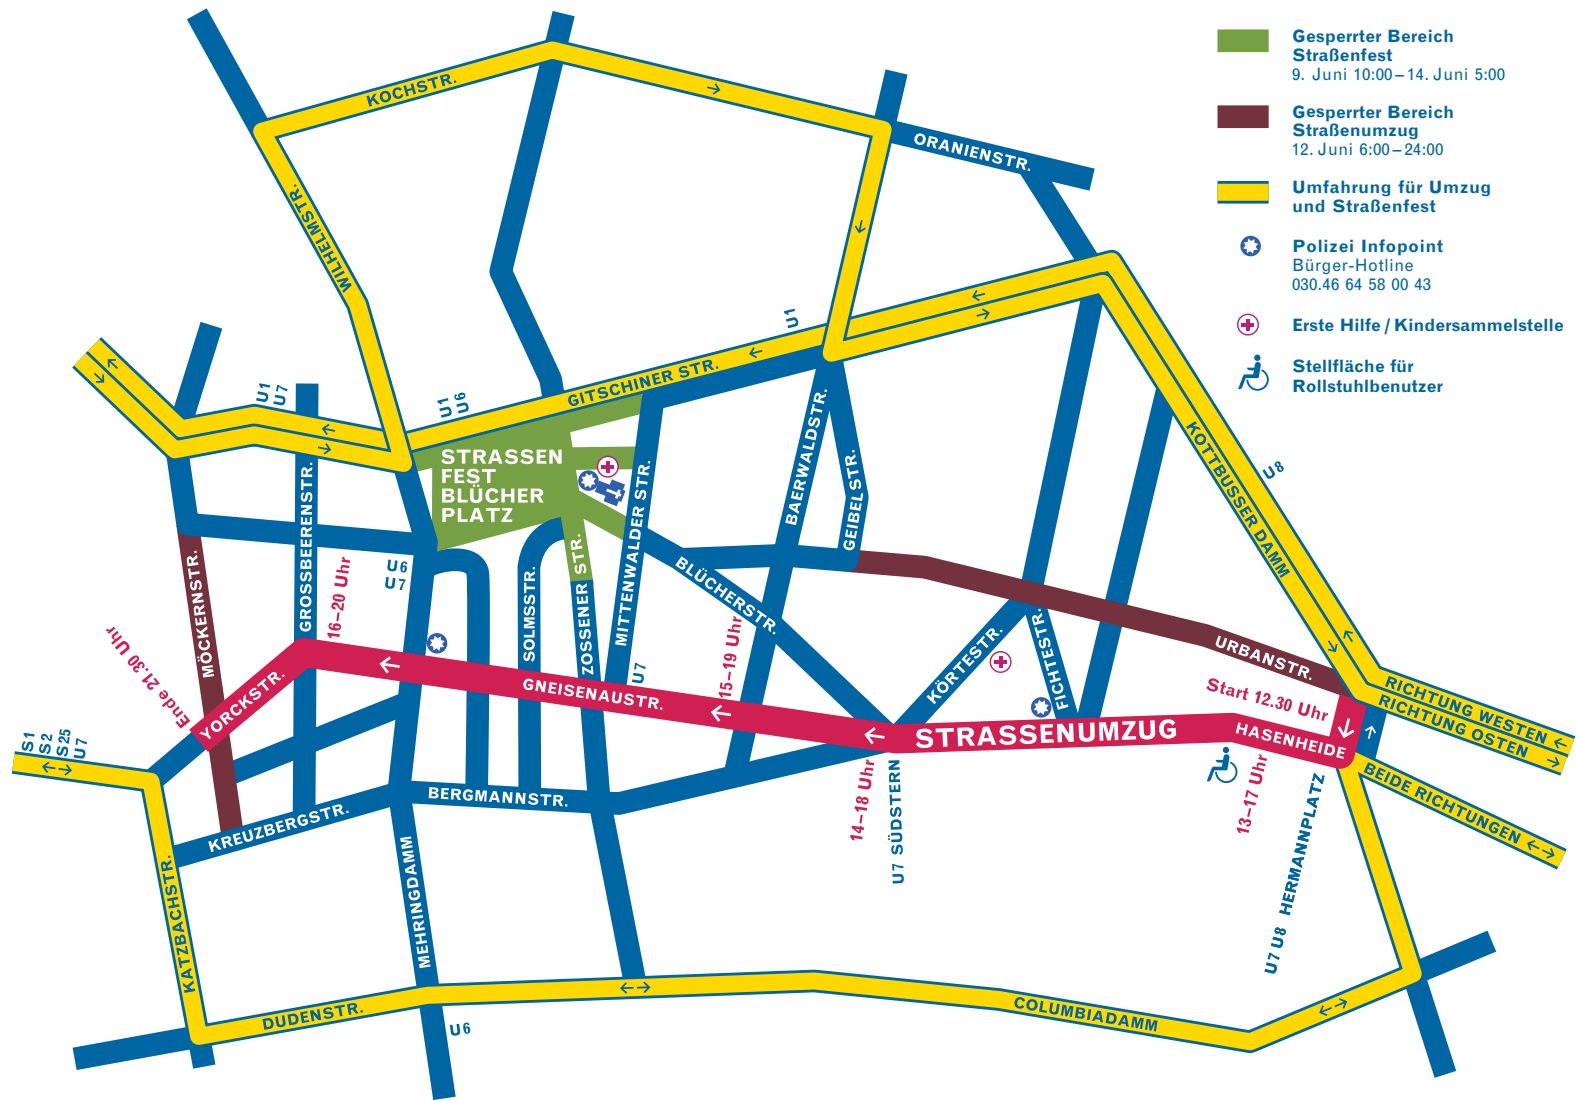 Gesperrter Bereich
Straßenfest
9. Juni 10:00–14. Juni 5:00
Gesperrter Bereich
Straßenumzug
12. Juni 6:00–24:00
Umfahrung für Umzug
und Straßenfest
Polizei Infopoint
Bürger-Hotline
030.46 64 58 00 43
Erste Hilfe / Kindersammelstelle
Stellfläche für
Rollstuhlbenutzer
KOCHSTR.
ORANIENSTR.
WILHELMSTR.
U1
GITSCHINER STR.
U1
U7
U1
U6
STRASSEN
FEST
BLÜCHER
PLATZ
BAERWALDSTR.
GEIBELSTR.
KOTTBUSSER DAMM
U8
MÖCKERNSTR.
GROSSBEERENSTR.
16–20 Uhr
U6
U7
SOLMSSTR.
ZOSSENER STR.
MITTENWALDER STR.
U7
BLÜCHERSTR.
15–19 Uhr
KÖRTESTR.
FICHTESTR.
URBANSTR.
Start 12.30 Uhr
RICHTUNG WESTEN
RICHTUNG OSTEN
BEIDE RICHTUNGEN
Ende 21.30 Uhr
YORCKSTR.
GNEISENAUSTR.
STRASSENUMZUG
HASENHEIDE
S1
S2
S25
U7
14–18 Uhr
U7 SÜDSTERN
13–17 Uhr
U7 U8 HERMANNPLATZ
BERGMANNSTR.
KREUZBERGSTR.
KATZBACHSTR.
MEHRINGDAMM
DUDENSTR.
U6
COLUMBIADAMM